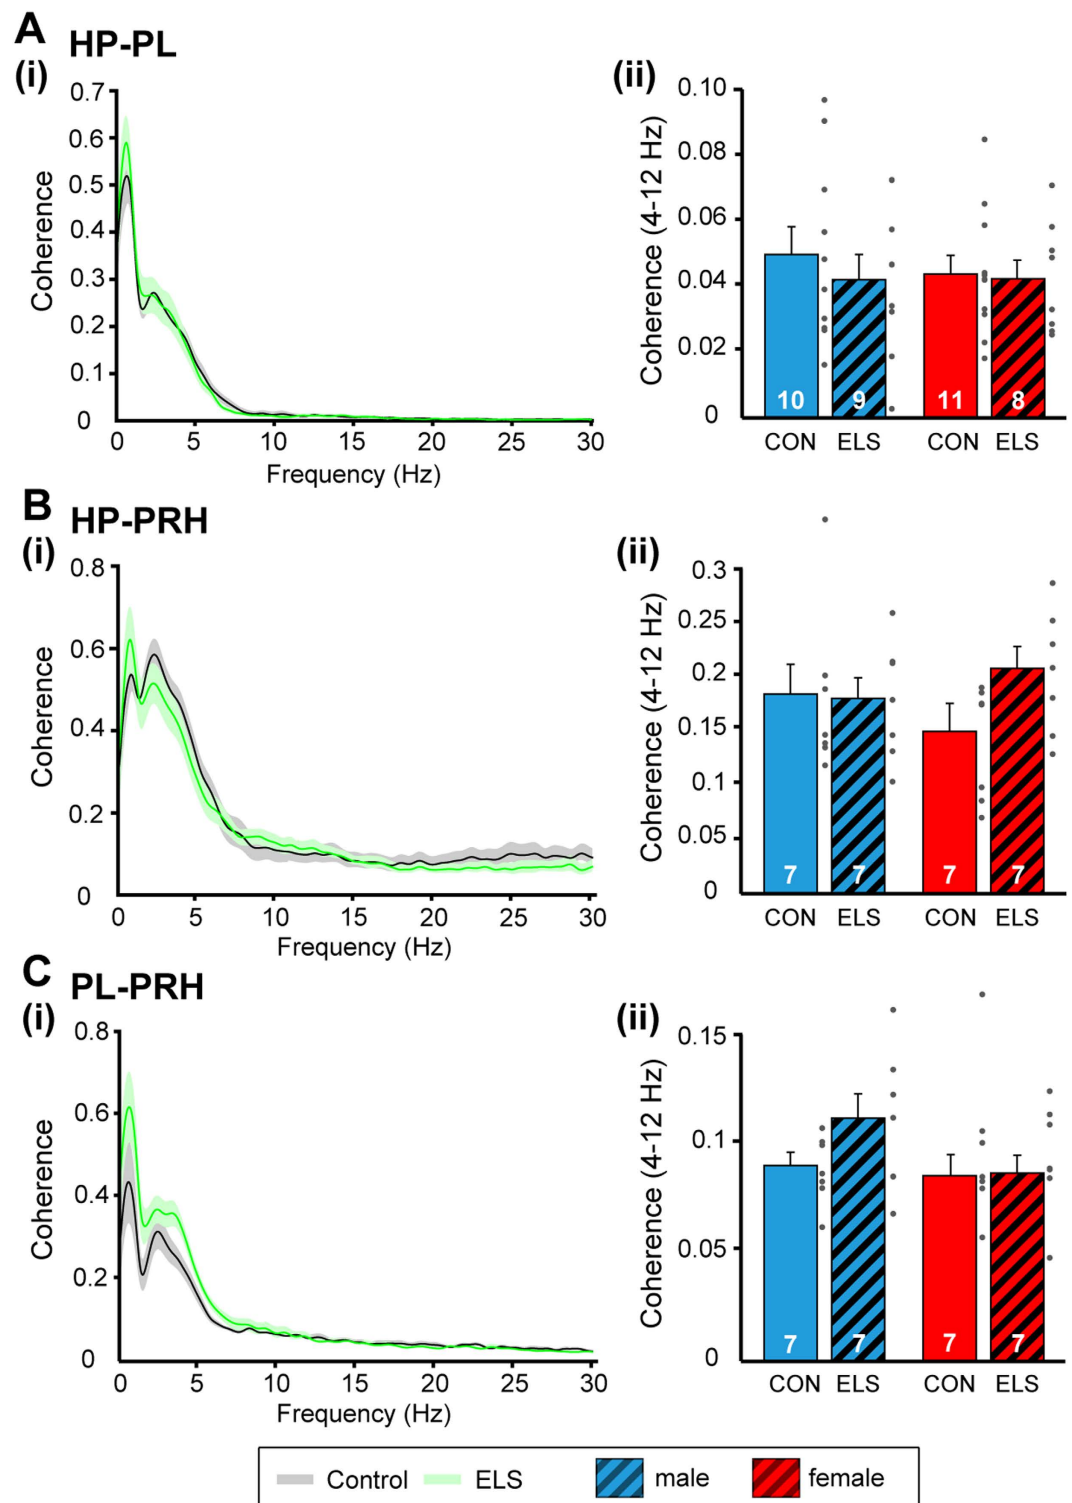 A HP-PL
(i)
0.7
0.6
0.5
0.4
0.3
0.2
0.1
0
Coherence
0 5 10 15 20 25 30
Frequency (Hz)
(ii)
0.10
0.08
0.06
0.04
0.02
0
Coherence (4-12 Hz)
10 9 11 8
CON ELS CON ELS
B HP-PRH
(i)
0.8
0.6
0.4
0.2
0
Coherence
0 5 10 15 20 25 30
Frequency (Hz)
(ii)
0.3
0.25
0.2
0.15
0.1
0.05
0
Coherence (4-12 Hz)
7 7 7 7
CON ELS CON ELS
C PL-PRH
(i)
0.8
0.6
0.4
0.2
0
Coherence
0 5 10 15 20 25 30
Frequency (Hz)
(ii)
0.15
0.1
0.05
0
Coherence (4-12 Hz)
7 7 7 7
CON ELS CON ELS
Control ELS male female